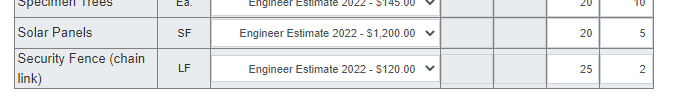 Specimen Trees Ea. Engineer Estimate 2022 - $145.00 20 10
Solar Panels SF Engineer Estimate 2022 - $1,200.00 20 5
Security Fence (chain
link) LF Engineer Estimate 2022 - $120.00 25 2